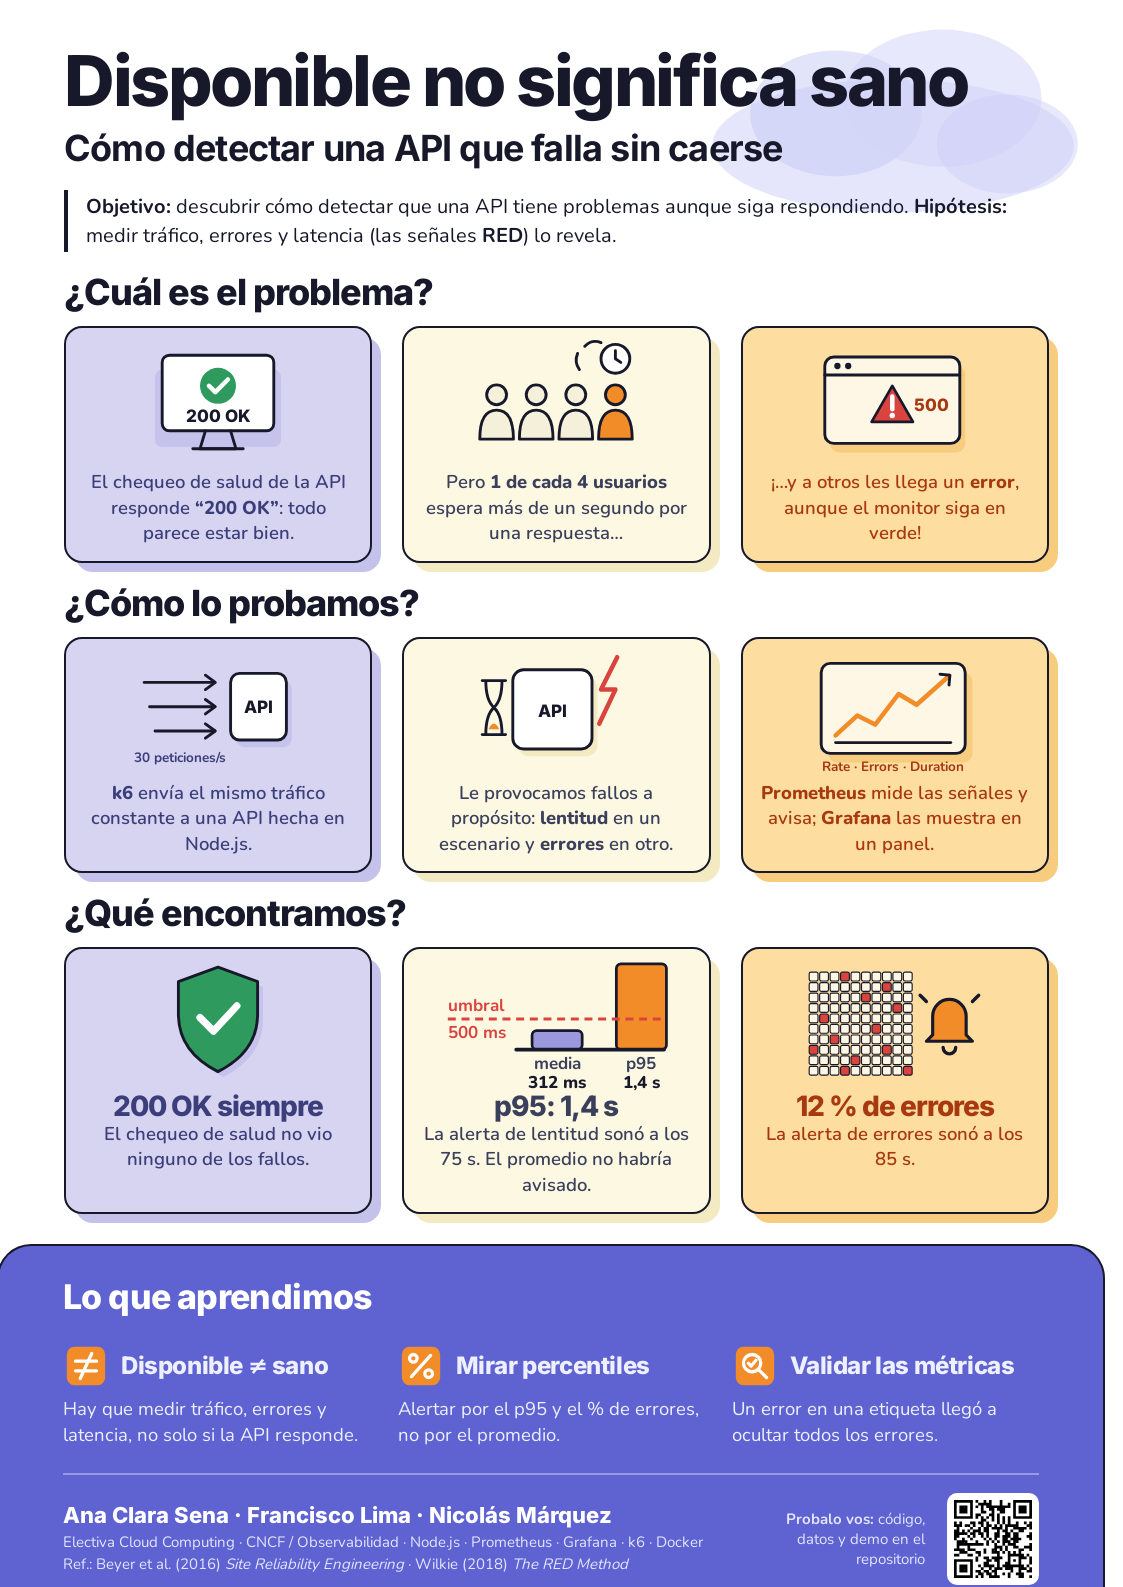 Disponible no significa sano
Cómo detectar una API que falla sin caerse
Objetivo: descubrir cómo detectar que una API tiene problemas aunque siga respondiendo. Hipótesis:
medir tráfico, errores y latencia (las señales RED) lo revela.
¿Cuál es el problema?
200 OK
El chequeo de salud de la API
responde “200 OK”: todo
parece estar bien.
Pero 1 de cada 4 usuarios
espera más de un segundo por
una respuesta...
500
¡...y a otros les llega un error,
aunque el monitor siga en
verde!
¿Cómo lo probamos?
API
30 peticiones/s
k6 envía el mismo tráfico
constante a una API hecha en
Node.js.
API
Le provocamos fallos a
propósito: lentitud en un
escenario y errores en otro.
Rate · Errors · Duration
Prometheus mide las señales y
avisa; Grafana las muestra en
un panel.
¿Qué encontramos?
200 OK siempre
El chequeo de salud no vio
ninguno de los fallos.
umbral
500 ms
media p95
312 ms 1,4 s
p95: 1,4 s
La alerta de lentitud sonó a los
75 s. El promedio no habría
avisado.
12 % de errores
La alerta de errores sonó a los
85 s.
Lo que aprendimos
Disponible ≠ sano
Hay que medir tráfico, errores y
latencia, no solo si la API responde.
Mirar percentiles
Alertar por el p95 y el % de errores,
no por el promedio.
Validar las métricas
Un error en una etiqueta llegó a
ocultar todos los errores.
Ana Clara Sena · Francisco Lima · Nicolás Márquez
Electiva Cloud Computing · CNCF / Observabilidad · Node.js · Prometheus · Grafana · k6 · Docker
Ref.: Beyer et al. (2016) Site Reliability Engineering · Wilkie (2018) The RED Method
Probalo vos: código,
datos y demo en el
repositorio